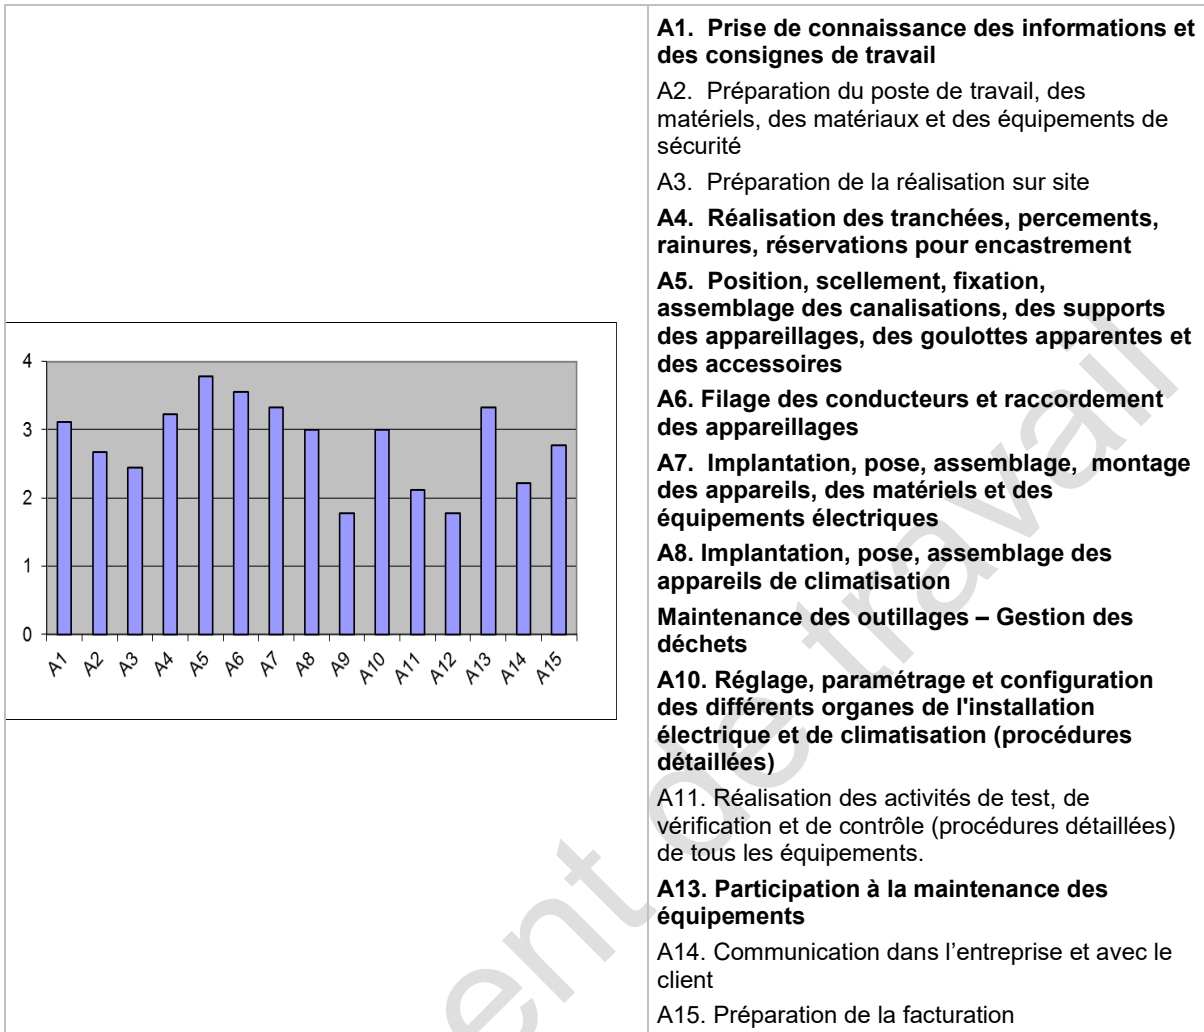 A1. Prise de connaissance des informations et
des consignes de travail
A2. Préparation du poste de travail, des
matériels, des matériaux et des équipements de
sécurité
A3. Préparation de la réalisation sur site
A4. Réalisation des tranchées, percements,
rainures, réservations pour encastrement
A5. Position, scellement, fixation,
assemblage des canalisations, des supports
des appareillages, des goulottes apparentes et
des accessoires
A6. Filage des conducteurs et raccordement
des appareillages
A7. Implantation, pose, assemblage, montage
des appareils, des matériels et des
équipements électriques
A8. Implantation, pose, assemblage des
appareils de climatisation
Maintenance des outillages – Gestion des
déchets
A10. Réglage, paramétrage et configuration
des différents organes de l'installation
électrique et de climatisation (procédures
détaillées)
A11. Réalisation des activités de test, de
vérification et de contrôle (procédures détaillées)
de tous les équipements.
A13. Participation à la maintenance des
équipements
A14. Communication dans l’entreprise et avec le
client
A15. Préparation de la facturation
4
3
2
1
0
A1 A2 A3 A4 A5 A6 A7 A8 A9 A10 A11 A12 A13 A14 A15
ent de travail